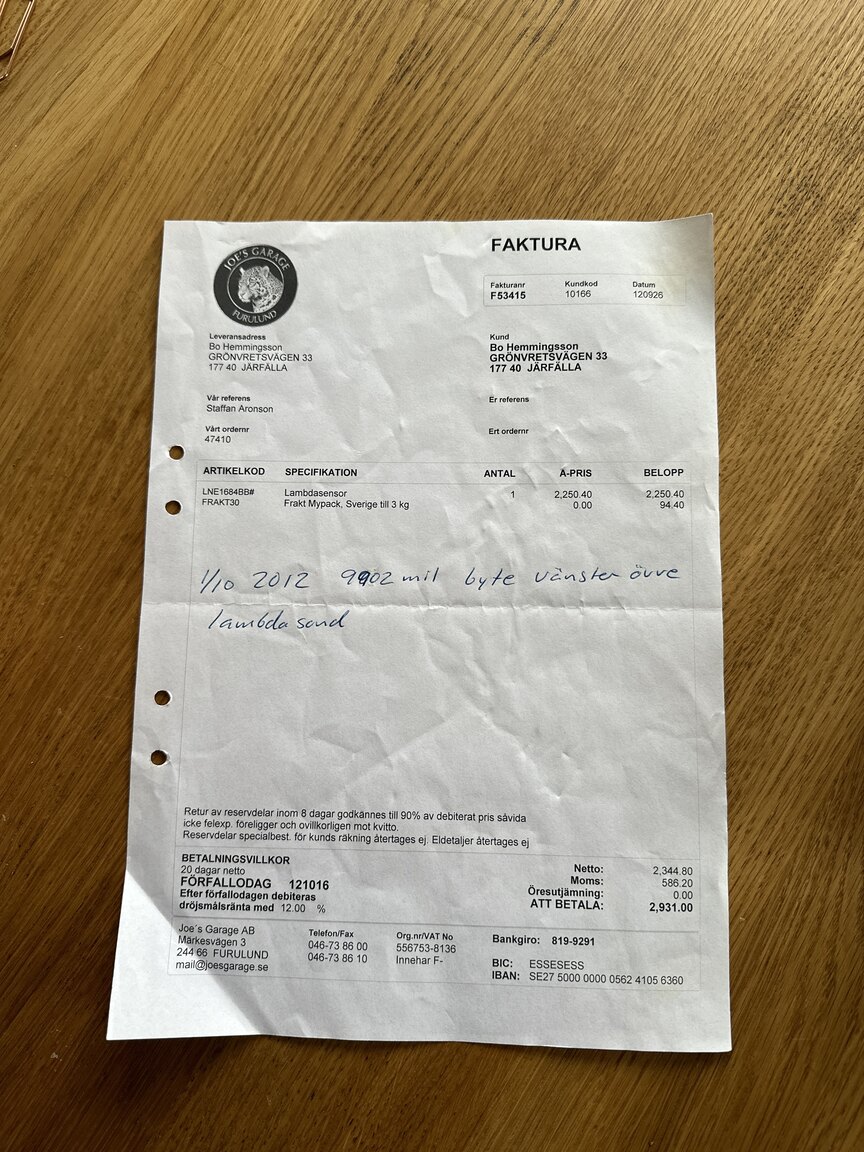 JOE'S GARAGE
FURULUND
FAKTURA
Fakturanr Kundkod Datum
F53415 10166 120926
Leveransadress
Bo Hemmingsson
GRÖNVRETSVÄGEN 33
177 40 JÄRFÄLLA
Kund
Bo Hemmingsson
GRÖNVRETSVÄGEN 33
177 40 JÄRFÄLLA
Vår referens
Staffan Aronson
Er referens
Vårt ordernr
47410
Ert ordernr
ARTIKELKOD SPECIFIKATION ANTAL A-PRIS BELOPP
LNE1684BB# Lambdasensor 1 2,250.40 2,250.40
FRAKT30 Frakt Mypack, Sverige till 3 kg 0.00 94.40
1/10 2012 9902 mil byte vänster övre
lambda sond
Retur av reservdelar inom 8 dagar godkännes till 90% av debiterat pris såvida
icke felexp. föreligger och ovillkorligen mot kvitto.
Reservdelar specialbest. för kunds räkning återtages ej. Eldetaljer återtages ej
BETALNINGSVILLKOR
20 dagar netto
FÖRFALLODAG 121016
Efter förfallodagen debiteras
dröjsmålsränta med 12.00 %
Netto: 2,344.80
Moms: 586.20
Öresutjämning: 0.00
ATT BETALA: 2,931.00
Joe´s Garage AB
Märkesvägen 3
244 66 FURULUND
mail@joesgarage.se
Telefon/Fax
046-73 86 00
046-73 86 10
Org.nr/VAT No
556753-8136
Innehar F-
Bankgiro: 819-9291
BIC: ESSESESS
IBAN: SE27 5000 0000 0562 4105 6360